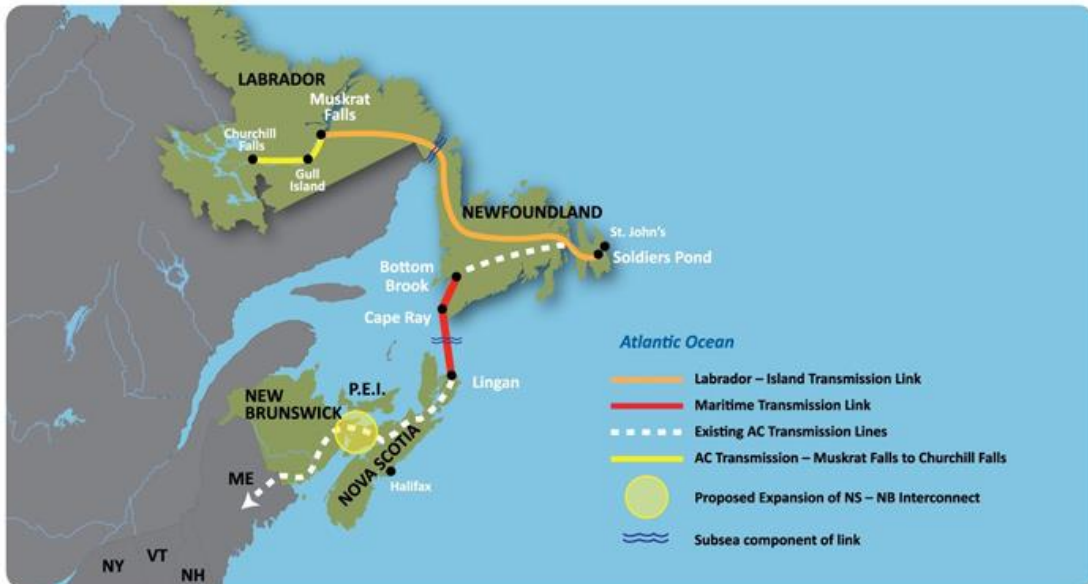 LABRADOR
Muskrat
Falls
Churchill
Falls
Gull
Island
NEWFOUNDLAND
St. John's
Soldiers Pond
Bottom
Brook
Cape Ray
Lingan
P.E.I.
NEW
BRUNSWICK
NOVA SCOTIA
Halifax
ME
VT
NY
NH
Atlantic Ocean
Labrador – Island Transmission Link
Maritime Transmission Link
Existing AC Transmission Lines
AC Transmission – Muskrat Falls to Churchill Falls
Proposed Expansion of NS – NB Interconnect
Subsea component of link